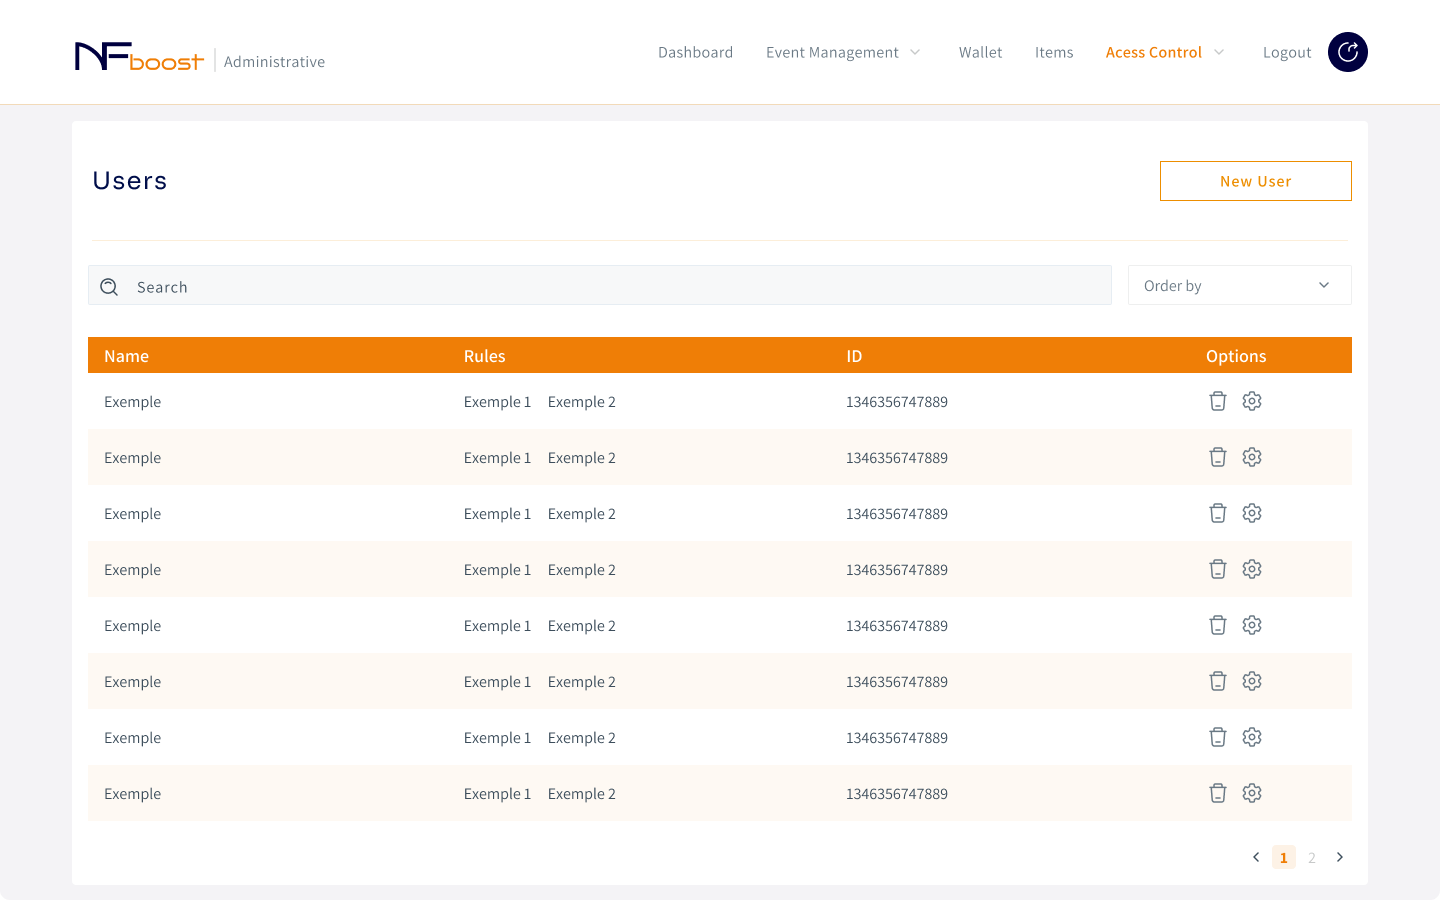 NFboost Administrative Dashboard Event Management Wallet Items Acess Control Logout
Users New User
Search Order by
Name Rules ID Options
Exemple Exemple 1 Exemple 2 1346356747889
Exemple Exemple 1 Exemple 2 1346356747889
Exemple Exemple 1 Exemple 2 1346356747889
Exemple Exemple 1 Exemple 2 1346356747889
Exemple Exemple 1 Exemple 2 1346356747889
Exemple Exemple 1 Exemple 2 1346356747889
Exemple Exemple 1 Exemple 2 1346356747889
Exemple Exemple 1 Exemple 2 1346356747889
1 2